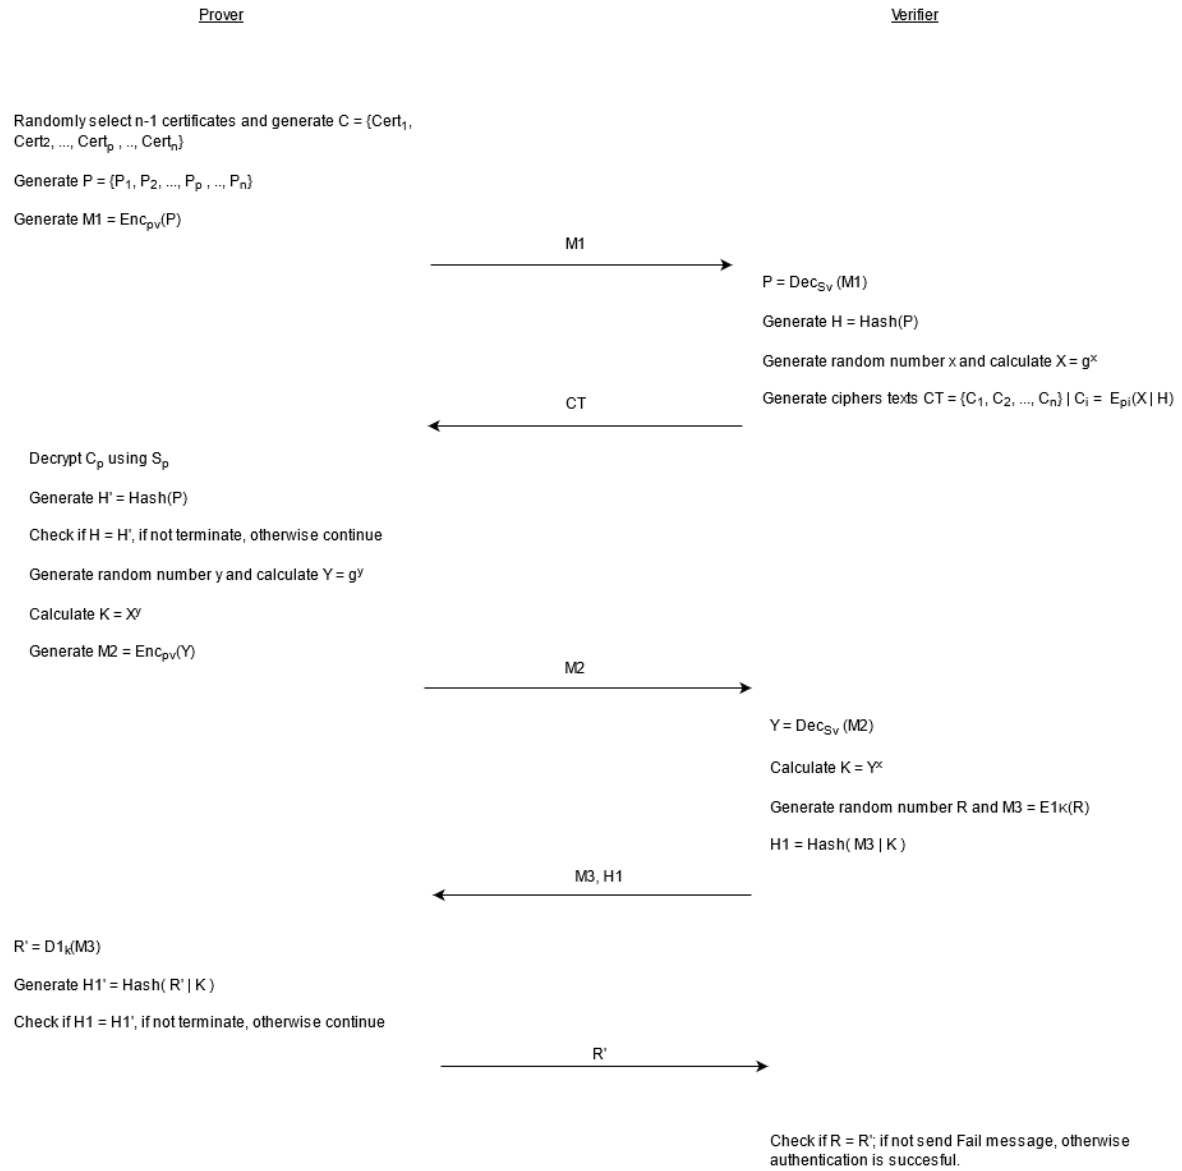 Prover
Verifier
Randomly select n-1 certificates and generate C = {Cert₁,
Cert2, ..., Certₚ , .., Certₙ}
Generate P = {P₁, P₂, ..., Pₚ , .., Pₙ}
Generate M1 = Encₚᵥ(P)
M1
P = Dec_Sv (M1)
Generate H = Hash(P)
Generate random number x and calculate X = gˣ
Generate ciphers texts CT = {C₁, C₂, ..., Cₙ} | Cᵢ = Eₚᵢ(X | H)
CT
Decrypt Cₚ using Sₚ
Generate H' = Hash(P)
Check if H = H', if not terminate, otherwise continue
Generate random number y and calculate Y = gʸ
Calculate K = Xʸ
Generate M2 = Encₚᵥ(Y)
M2
Y = Dec_Sv (M2)
Calculate K = Yˣ
Generate random number R and M3 = E1ᴋ(R)
H1 = Hash( M3 | K )
M3, H1
R' = D1ₖ(M3)
Generate H1' = Hash( R' | K )
Check if H1 = H1', if not terminate, otherwise continue
R'
Check if R = R'; if not send Fail message, otherwise
authentication is succesful.